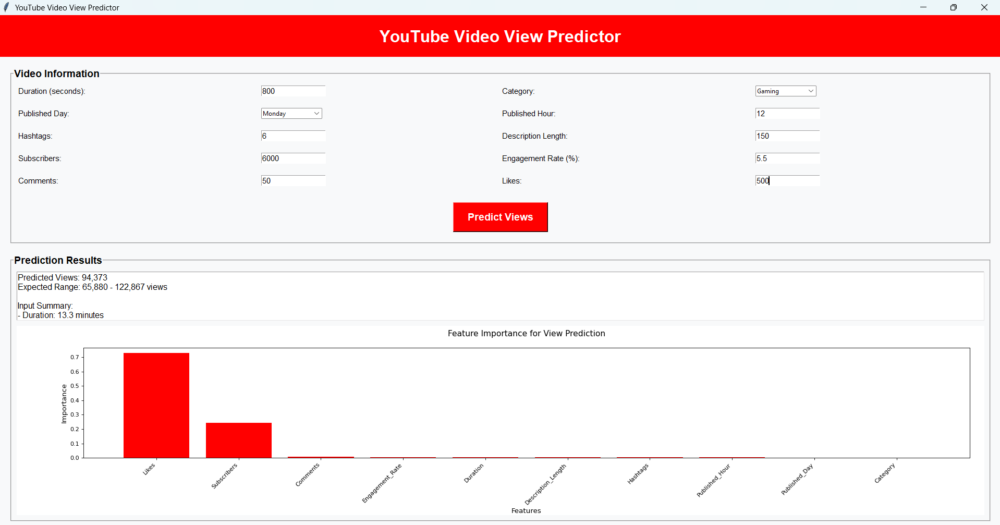 YouTube Video View Predictor
YouTube Video View Predictor
Video Information
Duration (seconds): 800 Category: Gaming
Published Day: Monday Published Hour: 12
Hashtags: 6 Description Length: 150
Subscribers: 6000 Engagement Rate (%): 5.5
Comments: 50 Likes: 500
Predict Views
Prediction Results
Predicted Views: 94,373
Expected Range: 65,880 - 122,867 views
Input Summary:
- Duration: 13.3 minutes
Feature Importance for View Prediction
Importance
0.7
0.6
0.5
0.4
0.3
0.2
0.1
0.0
Likes
Subscribers
Comments
Engagement_Rate
Duration
Description_Length
Hashtags
Published_Hour
Published_Day
Category
Features